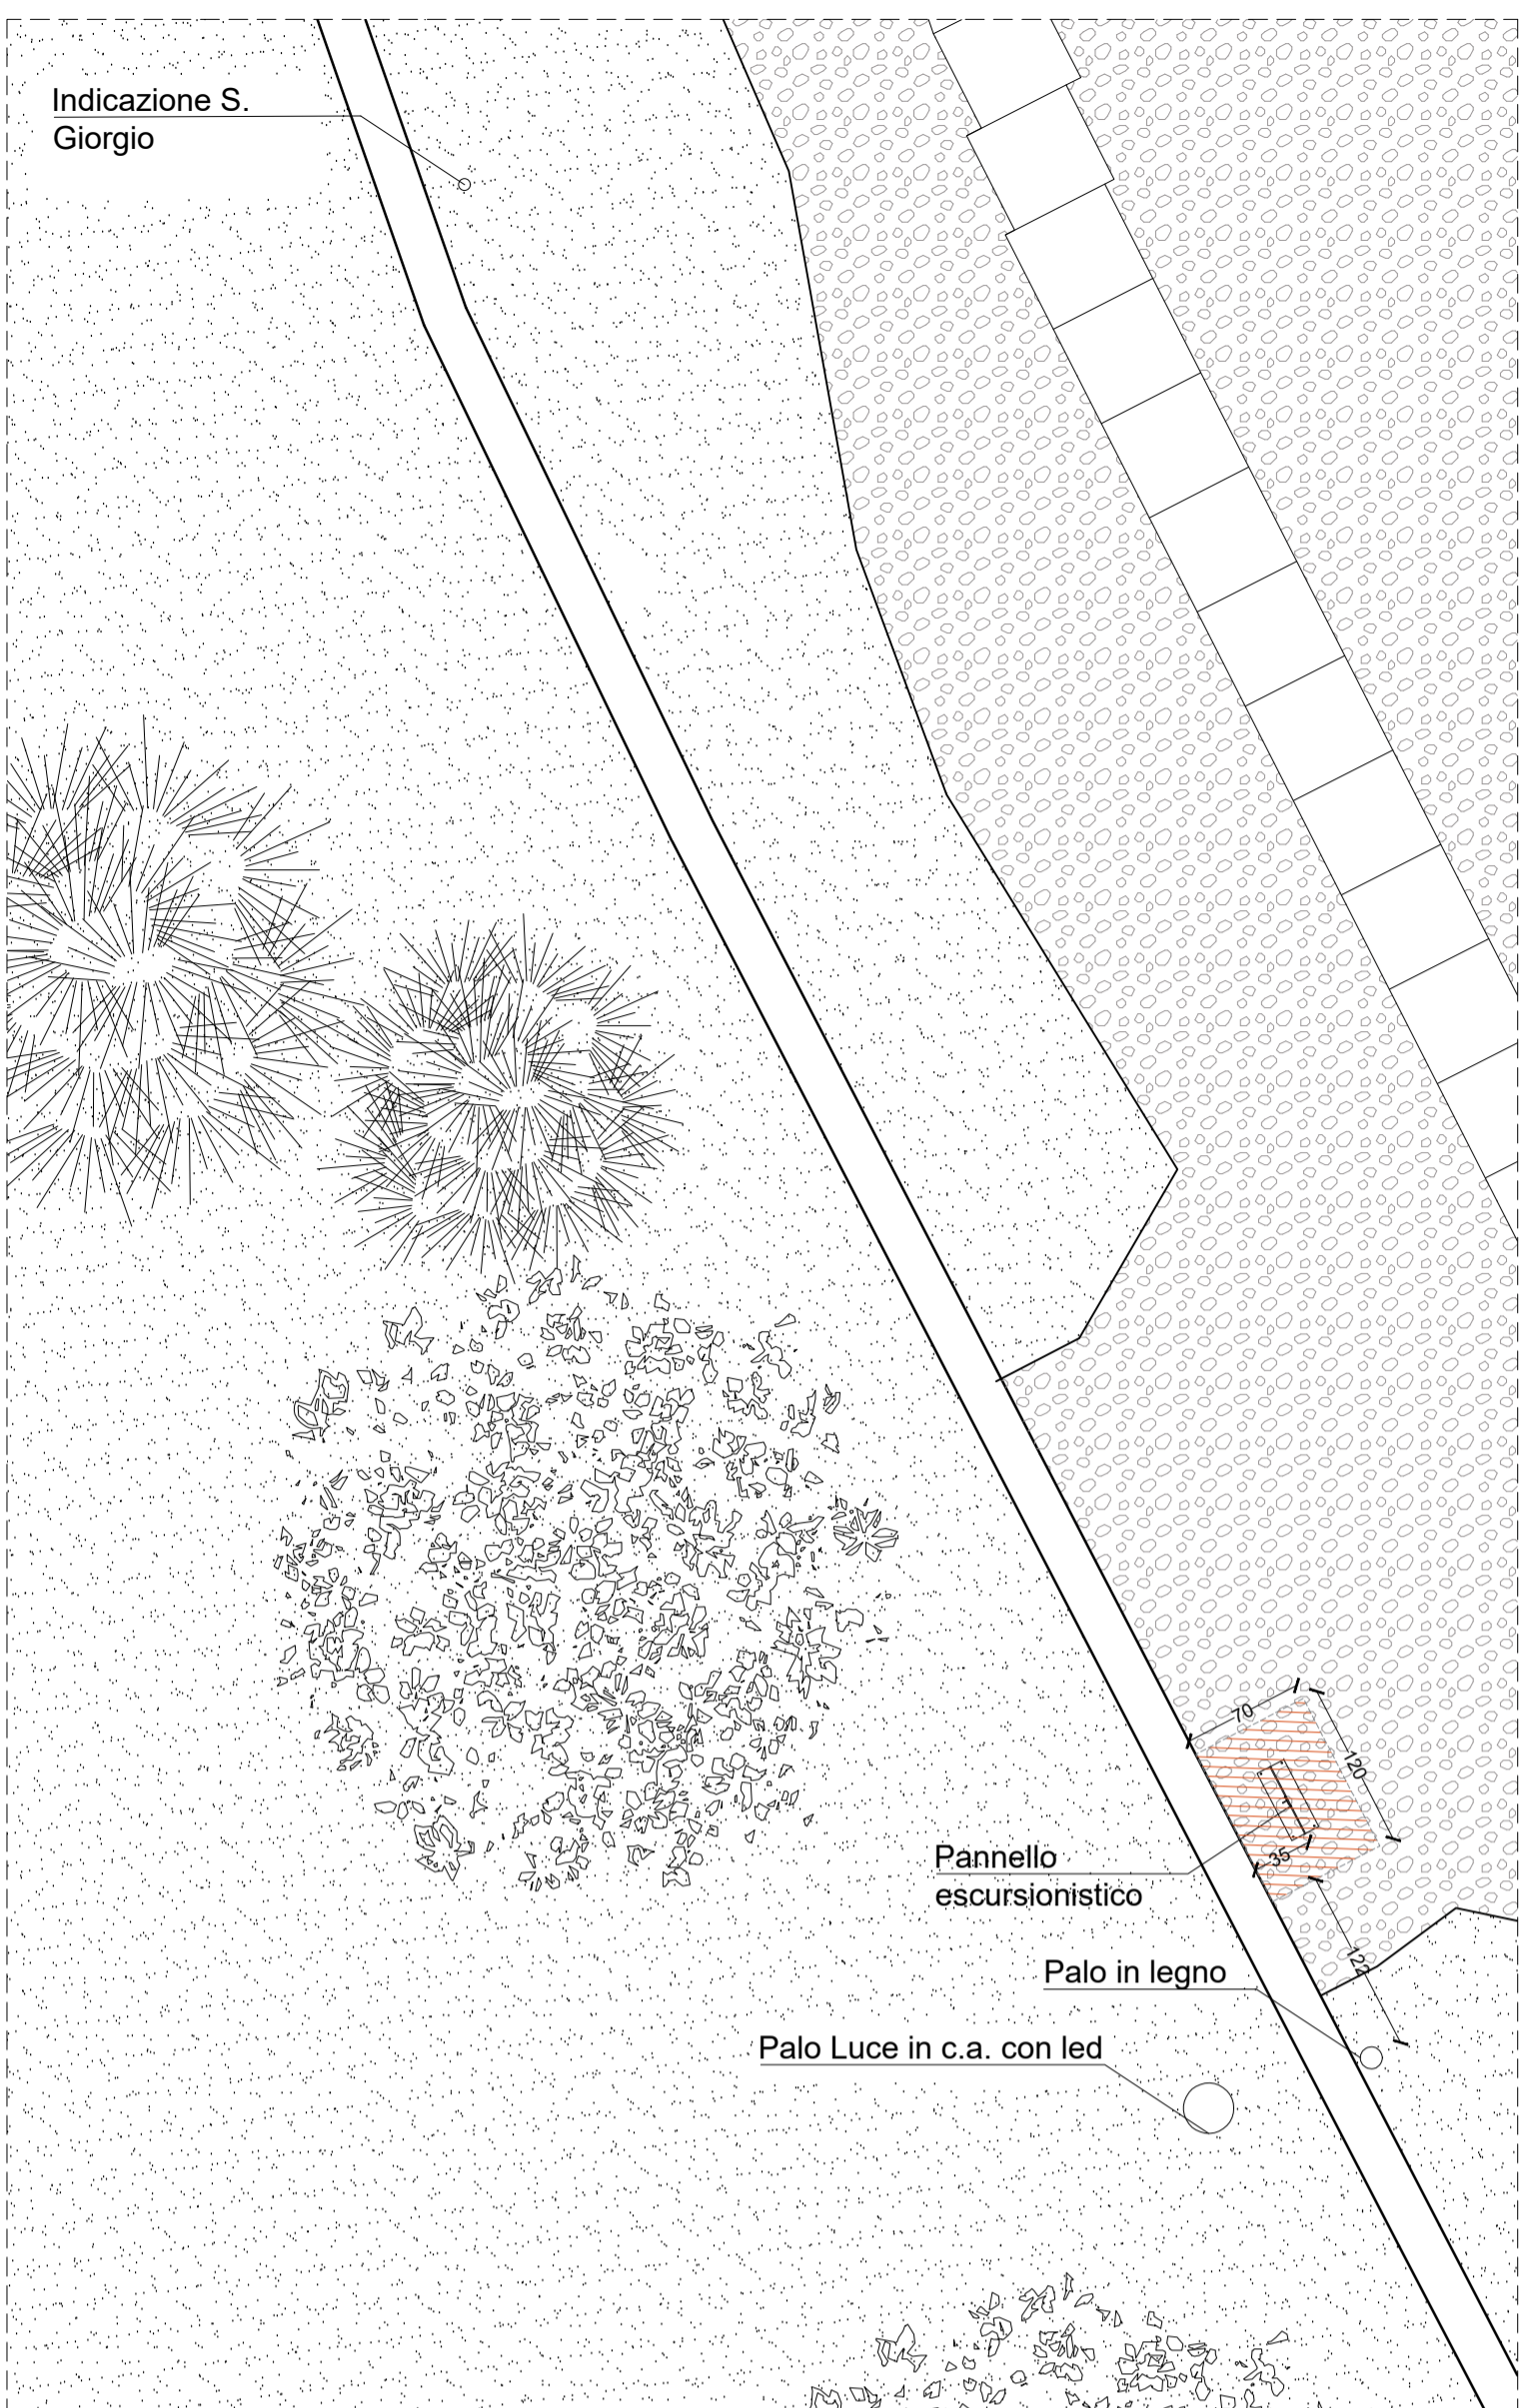 Indicazione S.
Giorgio
70
120
35
Pannello
escursionistico
122
Palo in legno
Palo Luce in c.a. con led